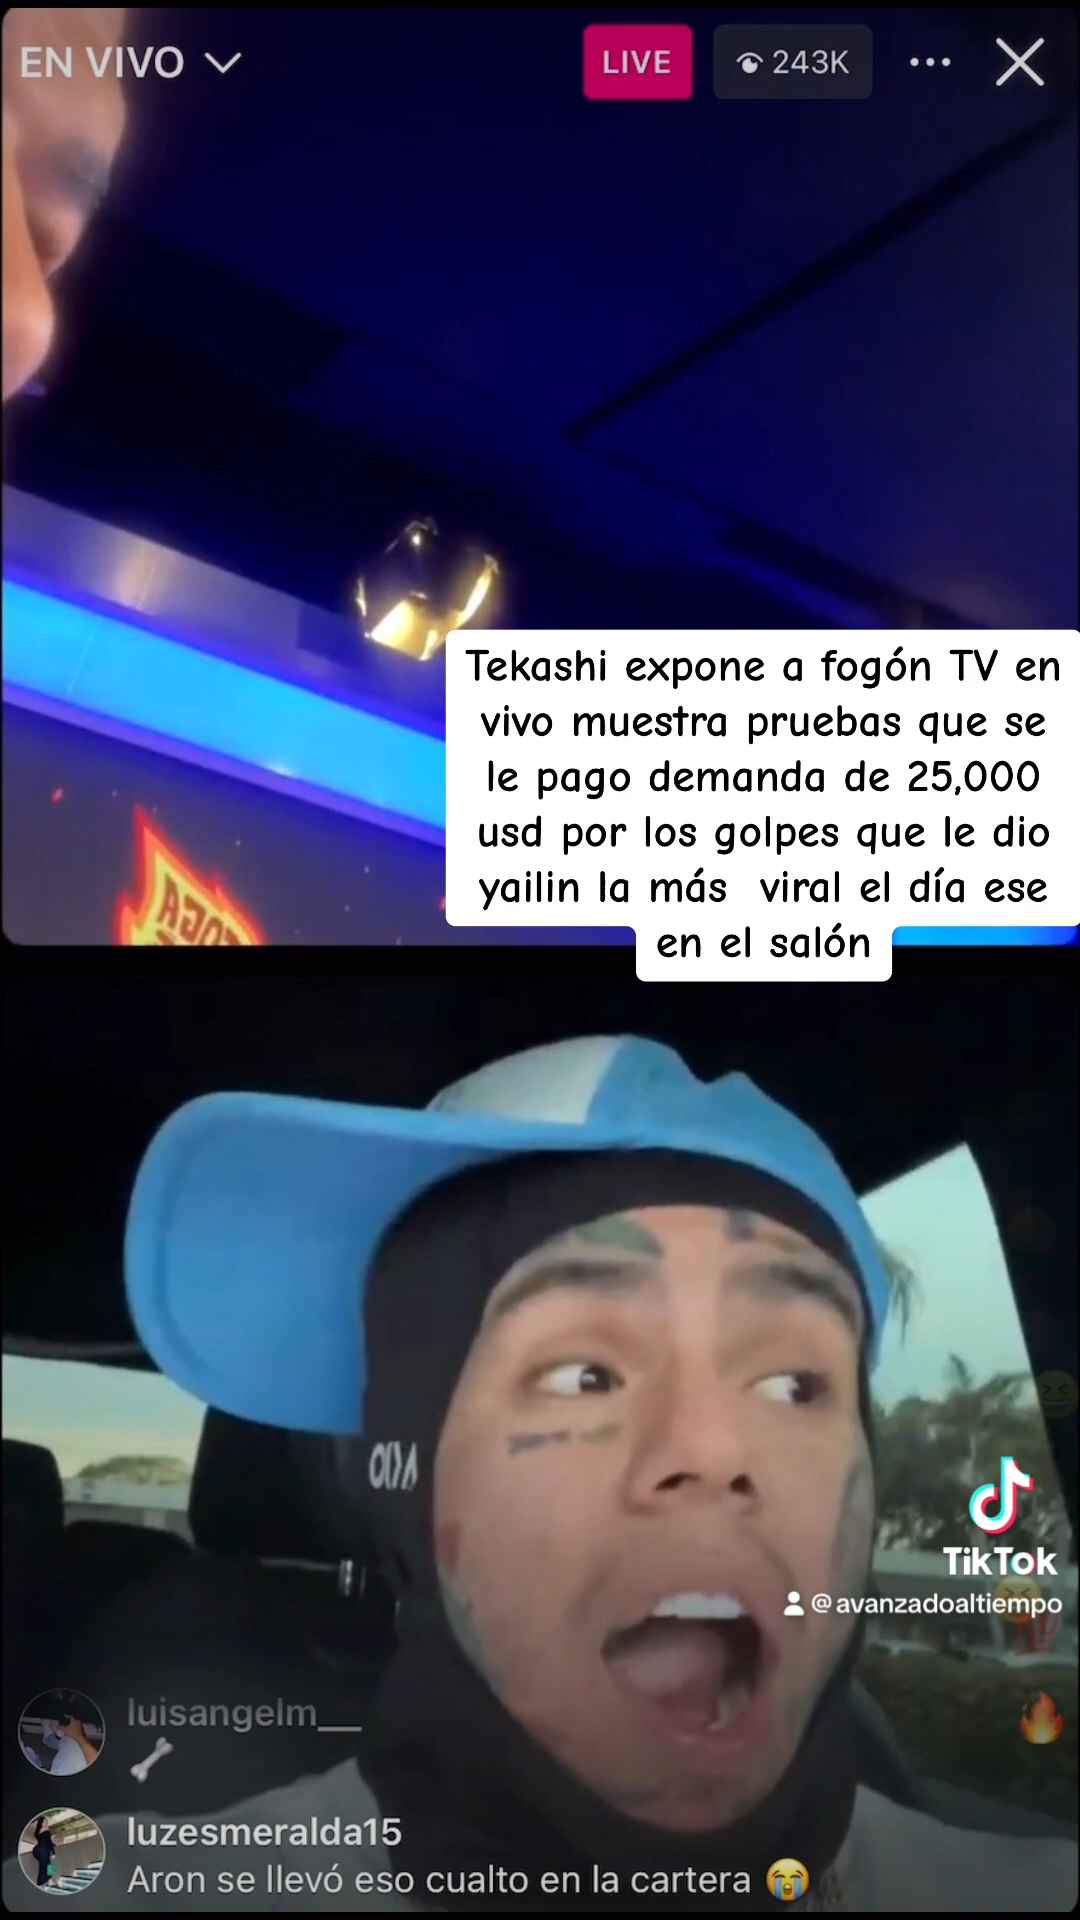 EN VIVO
LIVE
243K
Tekashi expone a fogón TV en
vivo muestra pruebas que se
le pago demanda de 25,000
usd por los golpes que le dio
yailin la más viral el día ese
en el salón
TikTok
@avanzadoaltiempo
luisangelm__
luzesmeralda15
Aron se llevó eso cualto en la cartera 😭